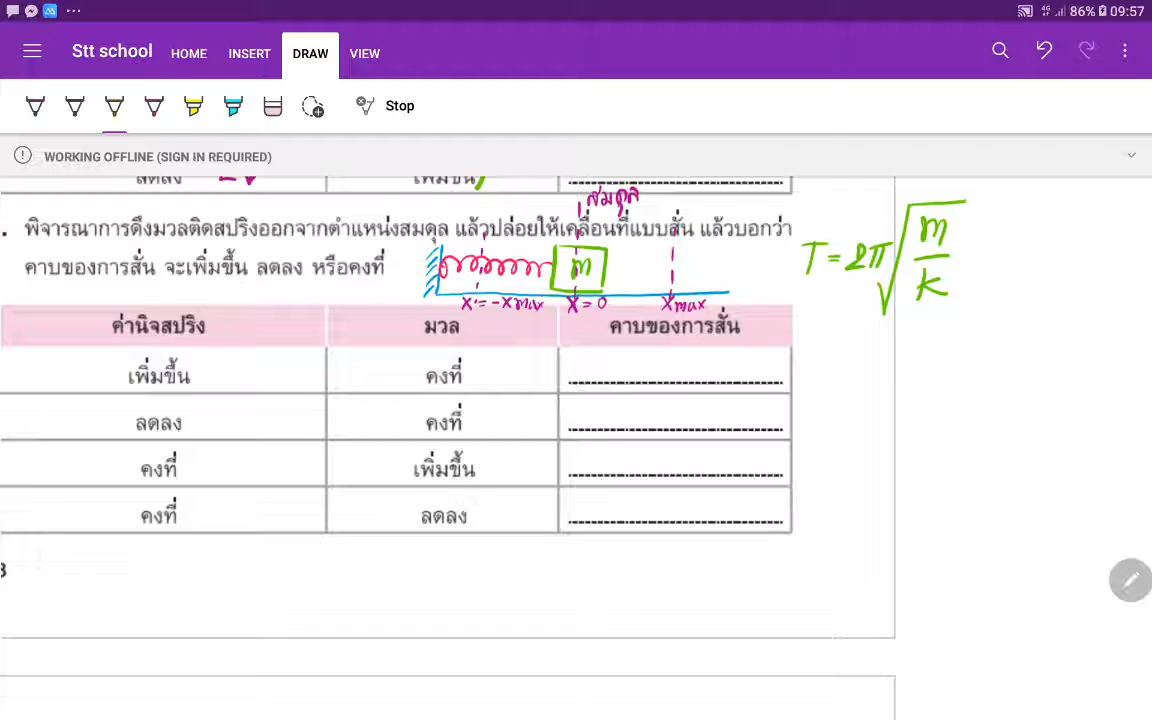 86% 09:57
Stt school HOME INSERT DRAW VIEW
Stop
WORKING OFFLINE (SIGN IN REQUIRED)
ลดลง เพิ่มขึ้น
สมดุล
. พิจารณาการดึงมวลติดสปริงออกจากตำแหน่งสมดุล แล้วปล่อยให้เคลื่อนที่แบบสั่น แล้วบอกว่า
คาบของการสั่น จะเพิ่มขึ้น ลดลง หรือคงที่
m
T = 2π√(m/k)
x = -xmax x = 0 xmax
ค่านิจสปริง มวล คาบของการสั่น
เพิ่มขึ้น คงที่
ลดลง คงที่
คงที่ เพิ่มขึ้น
คงที่ ลดลง